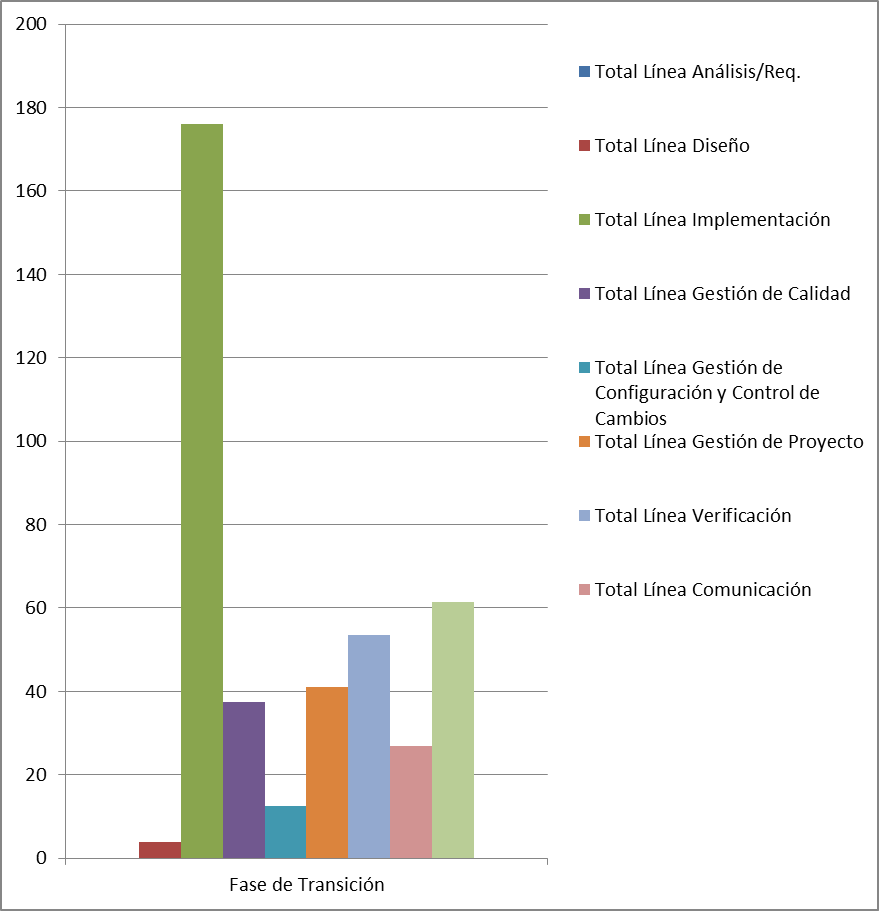 200
180
160
140
120
100
80
60
40
20
0
Fase de Transición
Total Línea Análisis/Req.
Total Línea Diseño
Total Línea Implementación
Total Línea Gestión de Calidad
Total Línea Gestión de
Configuración y Control de
Cambios
Total Línea Gestión de Proyecto
Total Línea Verificación
Total Línea Comunicación